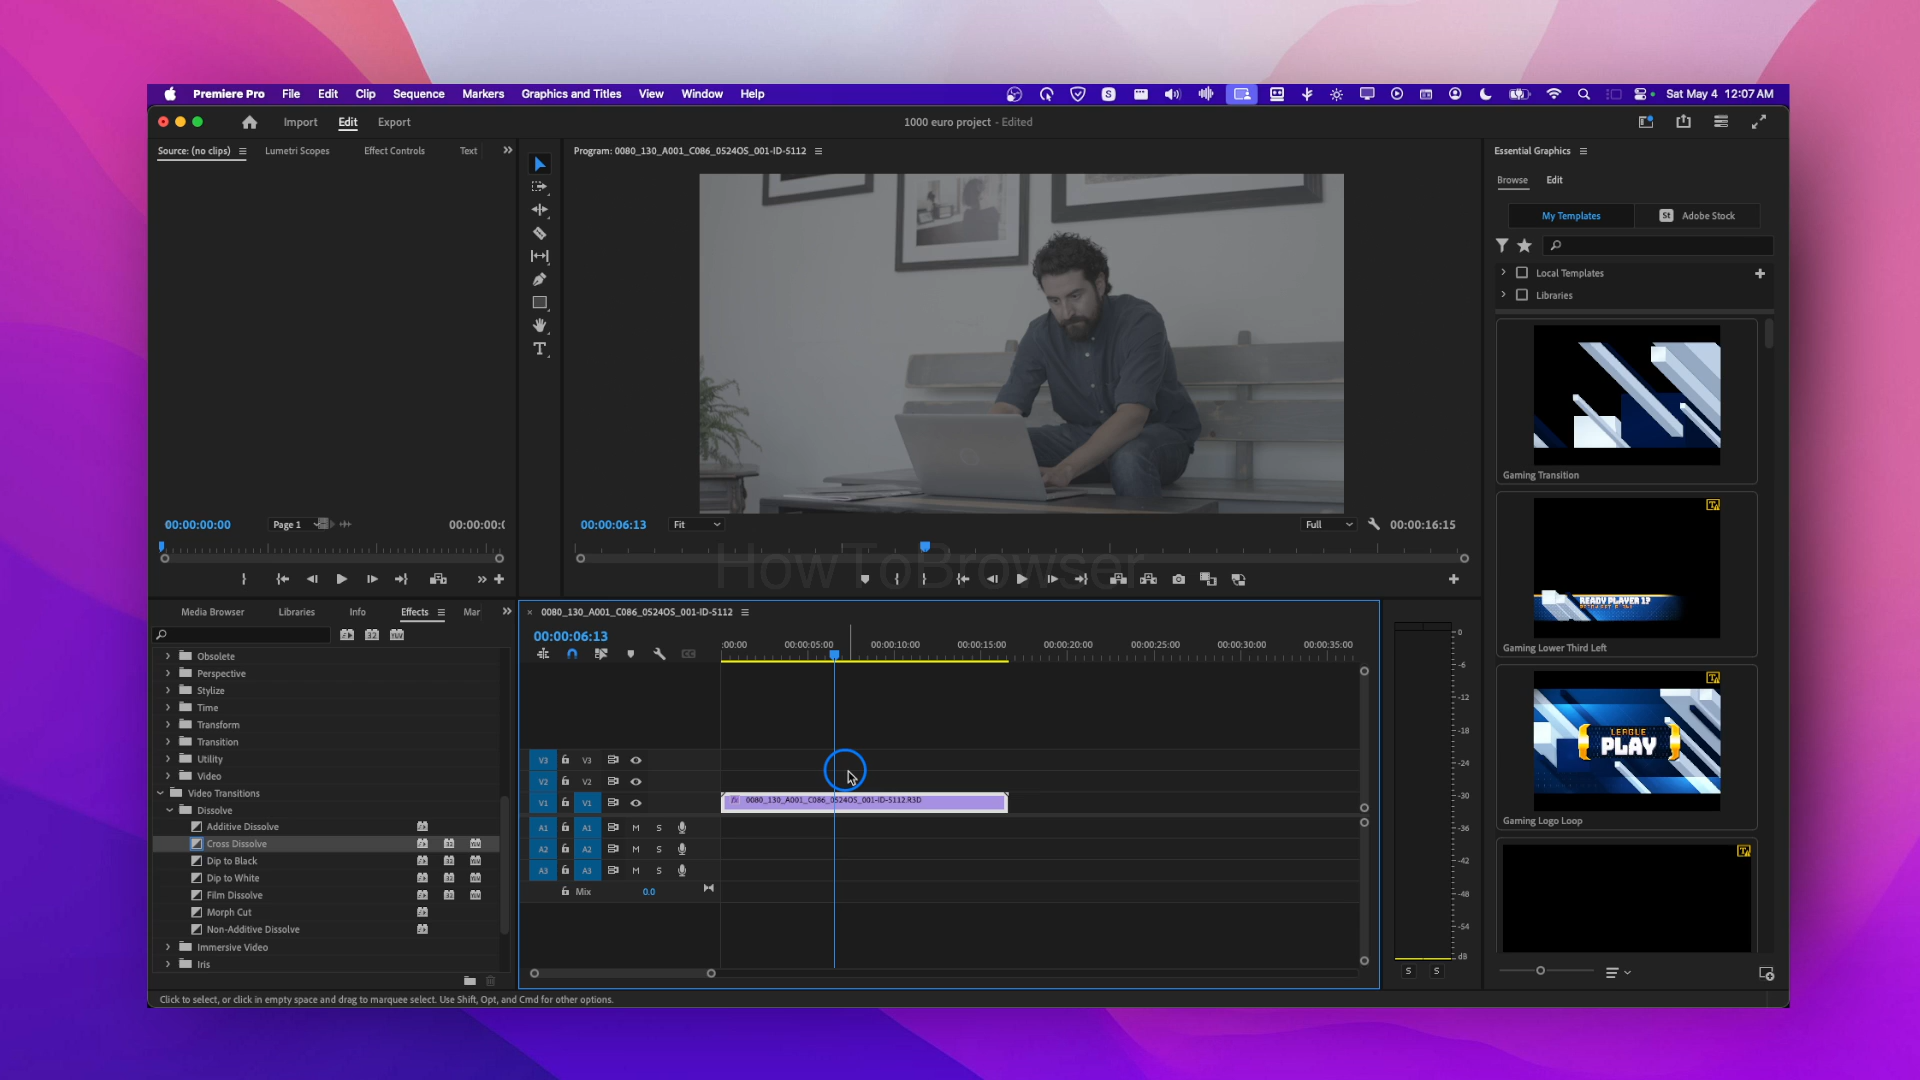 Premiere Pro File Edit Clip Sequence Markers Graphics and Titles View Window Help Sat May 4 12:07 AM
Import Edit Export 1000 euro project - Edited
Source: (no clips) Lumetri Scopes Effect Controls Text
Program: 0080_130_A001_C086_0524OS_001-ID-5112
Essential Graphics
Browse Edit
My Templates St Adobe Stock
Local Templates
Libraries
Gaming Transition
READY PLAYER 1?
Gaming Lower Third Left
LEAGUE
PLAY
Gaming Logo Loop
00:00:00:00 Page 1 00:00:00:0
00:00:06:13 Fit Full 00:00:16:15
HowToBrowser
Media Browser Libraries Info Effects Mar
Obsolete
Perspective
Stylize
Time
Transform
Transition
Utility
Video
Video Transitions
Dissolve
Additive Dissolve
Cross Dissolve
Dip to Black
Dip to White
Film Dissolve
Morph Cut
Non-Additive Dissolve
Immersive Video
Iris
0080_130_A001_C086_0524OS_001-ID-5112
00:00:06:13
:00:00 00:00:05:00 00:00:10:00 00:00:15:00 00:00:20:00 00:00:25:00 00:00:30:00 00:00:35:00
V3 V3
V2 V2
V1 V1 fx 0080_130_A001_C086_0524OS_001-ID-5112.R3D
A1 A1 M S
A2 A2 M S
A3 A3 M S
Mix 0.0
0
-6
-12
-18
-24
-30
-36
-42
-48
-54
dB
S S
Click to select, or click in empty space and drag to marquee select. Use Shift, Opt, and Cmd for other options.